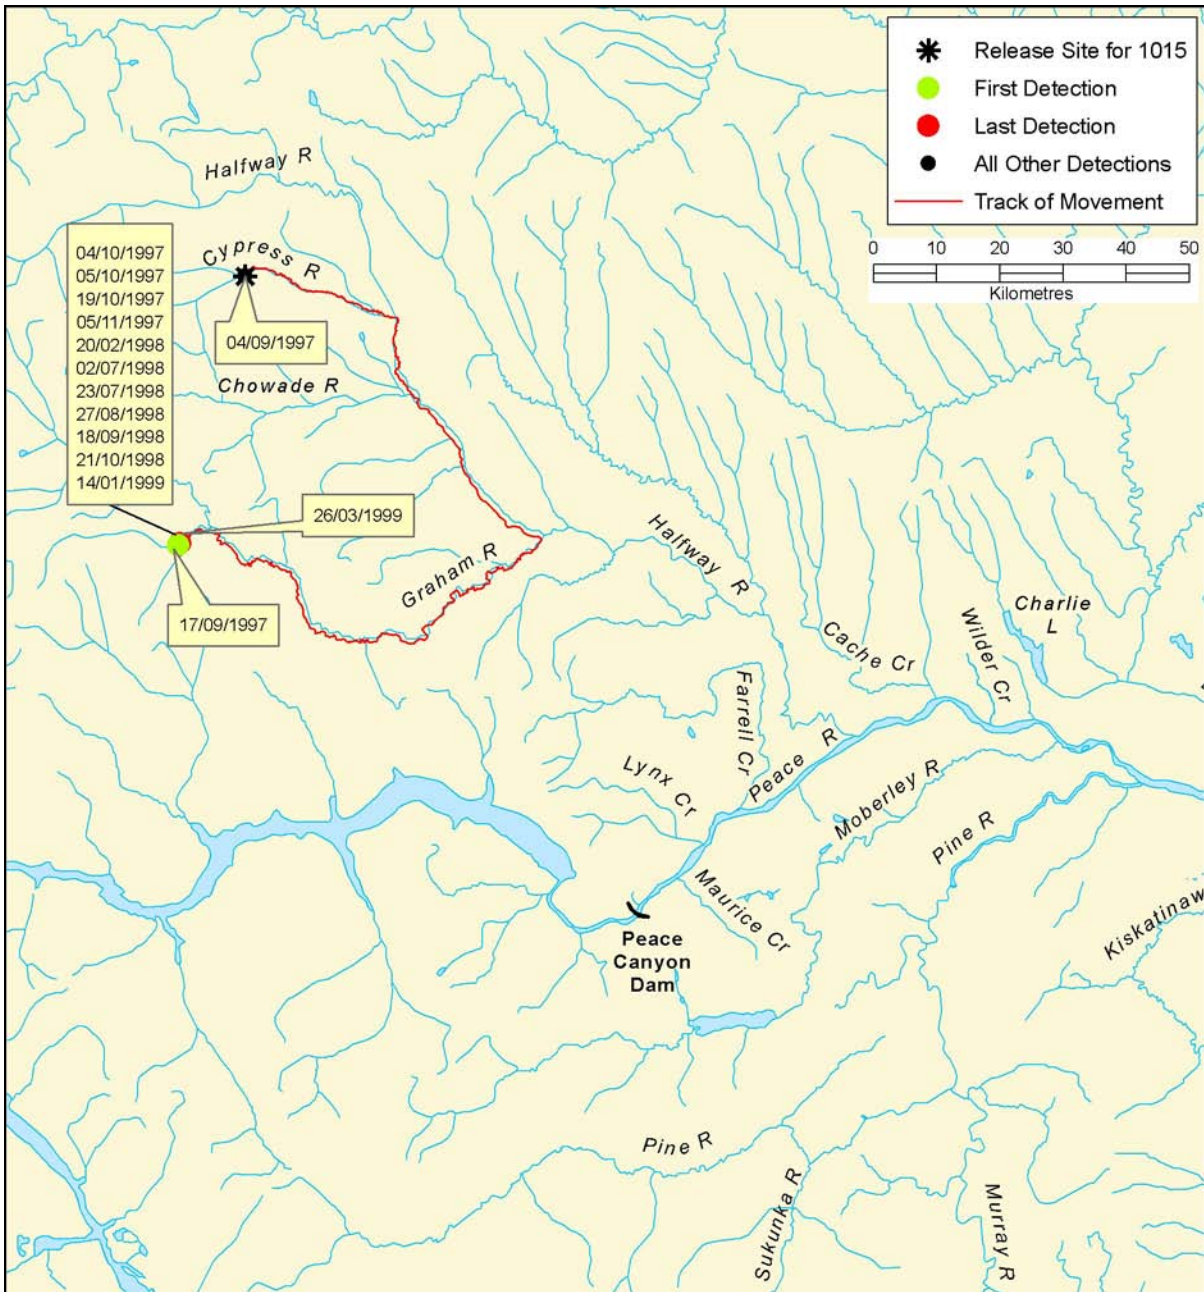 Release Site for 1015
First Detection
Last Detection
All Other Detections
Track of Movement
0 10 20 30 40 50
Kilometres
Halfway R
Cypress R
04/10/1997
05/10/1997
19/10/1997
05/11/1997
20/02/1998
02/07/1998
23/07/1998
27/08/1998
18/09/1998
21/10/1998
14/01/1999
04/09/1997
Chowade R
26/03/1999
17/09/1997
Graham R
Halfway R
Cache Cr
Wilder Cr
Charlie
L
Farrell Cr
Lynx Cr
Peace R
Moberley R
Pine R
Maurice Cr
Kiskatinaw
Peace
Canyon
Dam
Pine R
Sukunka R
Murray R